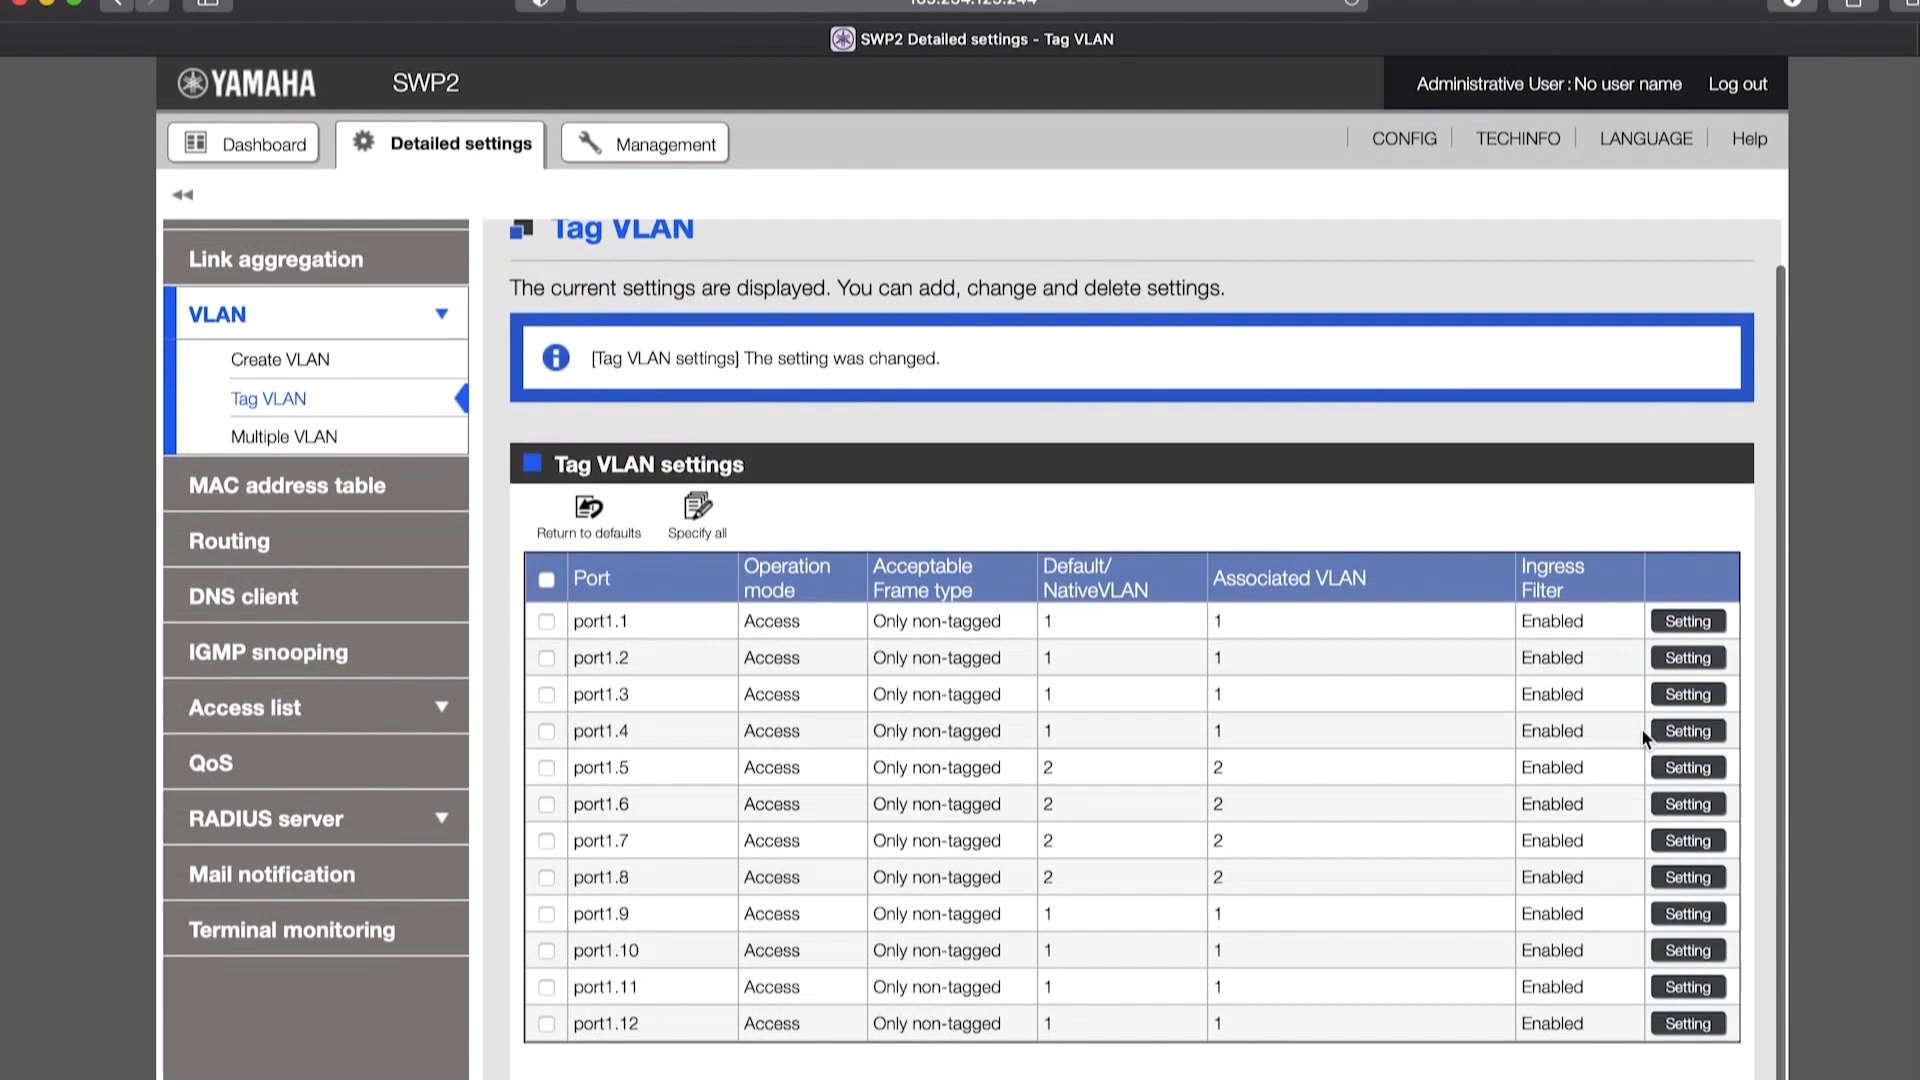 SWP2 Detailed settings - Tag VLAN
YAMAHA
SWP2
Administrative User : No user name
Log out
Dashboard
Detailed settings
Management
CONFIG
TECHINFO
LANGUAGE
Help
Link aggregation
VLAN
Create VLAN
Tag VLAN
Multiple VLAN
MAC address table
Routing
DNS client
IGMP snooping
Access list
QoS
RADIUS server
Mail notification
Terminal monitoring
Tag VLAN
The current settings are displayed. You can add, change and delete settings.
[Tag VLAN settings] The setting was changed.
Tag VLAN settings
Return to defaults
Specify all
Port Operation mode Acceptable Frame type Default/ NativeVLAN Associated VLAN Ingress Filter
port1.1 Access Only non-tagged 1 1 Enabled Setting
port1.2 Access Only non-tagged 1 1 Enabled Setting
port1.3 Access Only non-tagged 1 1 Enabled Setting
port1.4 Access Only non-tagged 1 1 Enabled Setting
port1.5 Access Only non-tagged 2 2 Enabled Setting
port1.6 Access Only non-tagged 2 2 Enabled Setting
port1.7 Access Only non-tagged 2 2 Enabled Setting
port1.8 Access Only non-tagged 2 2 Enabled Setting
port1.9 Access Only non-tagged 1 1 Enabled Setting
port1.10 Access Only non-tagged 1 1 Enabled Setting
port1.11 Access Only non-tagged 1 1 Enabled Setting
port1.12 Access Only non-tagged 1 1 Enabled Setting